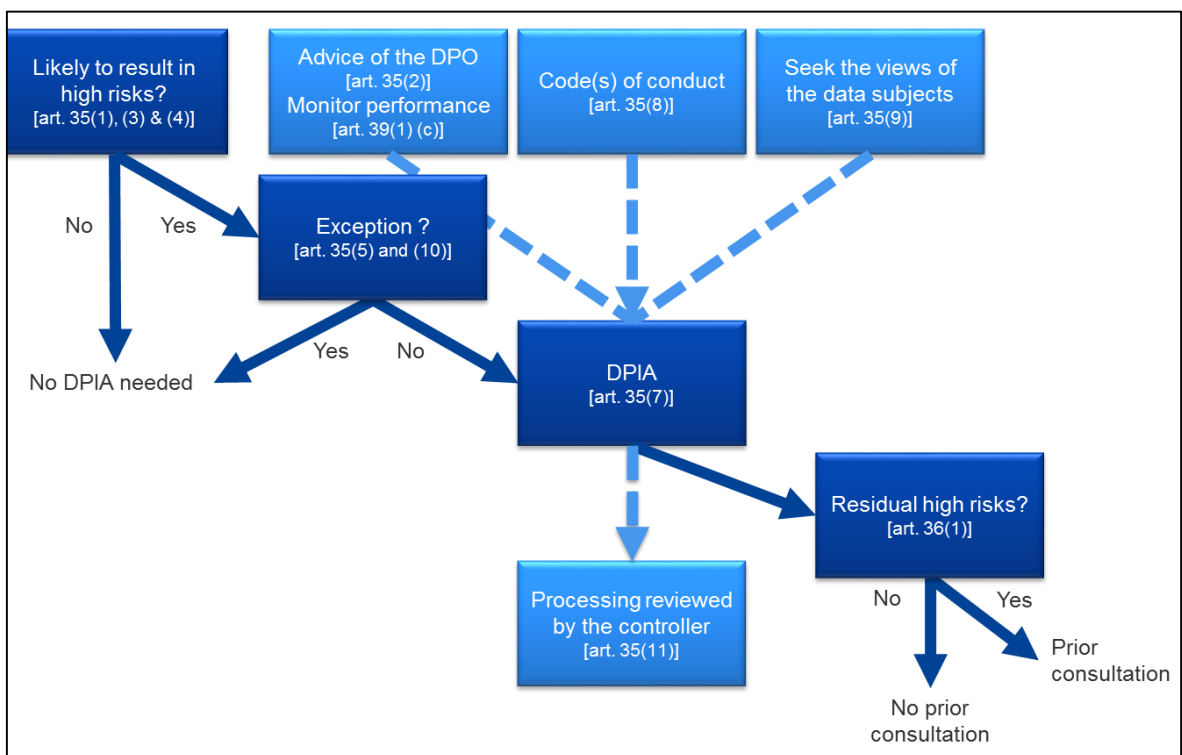 Likely to result in
high risks?
[art. 35(1), (3) & (4)]
Advice of the DPO
[art. 35(2)]
Monitor performance
[art. 39(1) (c)]
Code(s) of conduct
[art. 35(8)]
Seek the views of
the data subjects
[art. 35(9)]
No
Yes
Exception ?
[art. 35(5) and (10)]
Yes
No
No DPIA needed
DPIA
[art. 35(7)]
Residual high risks?
[art. 36(1)]
Processing reviewed
by the controller
[art. 35(11)]
No
Yes
Prior
consultation
No prior
consultation